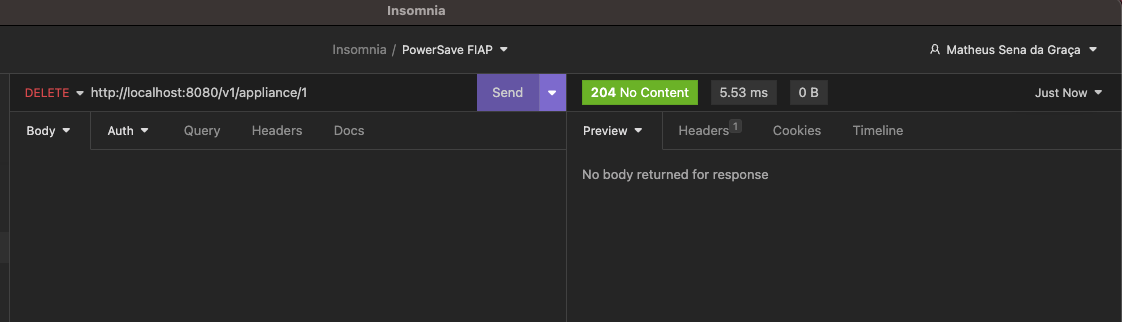 Insomnia
Insomnia / PowerSave FIAP
Matheus Sena da Graça
DELETE http://localhost:8080/v1/appliance/1 Send
204 No Content 5.53 ms 0 B Just Now
Body Auth Query Headers Docs
Preview Headers 1 Cookies Timeline
No body returned for response